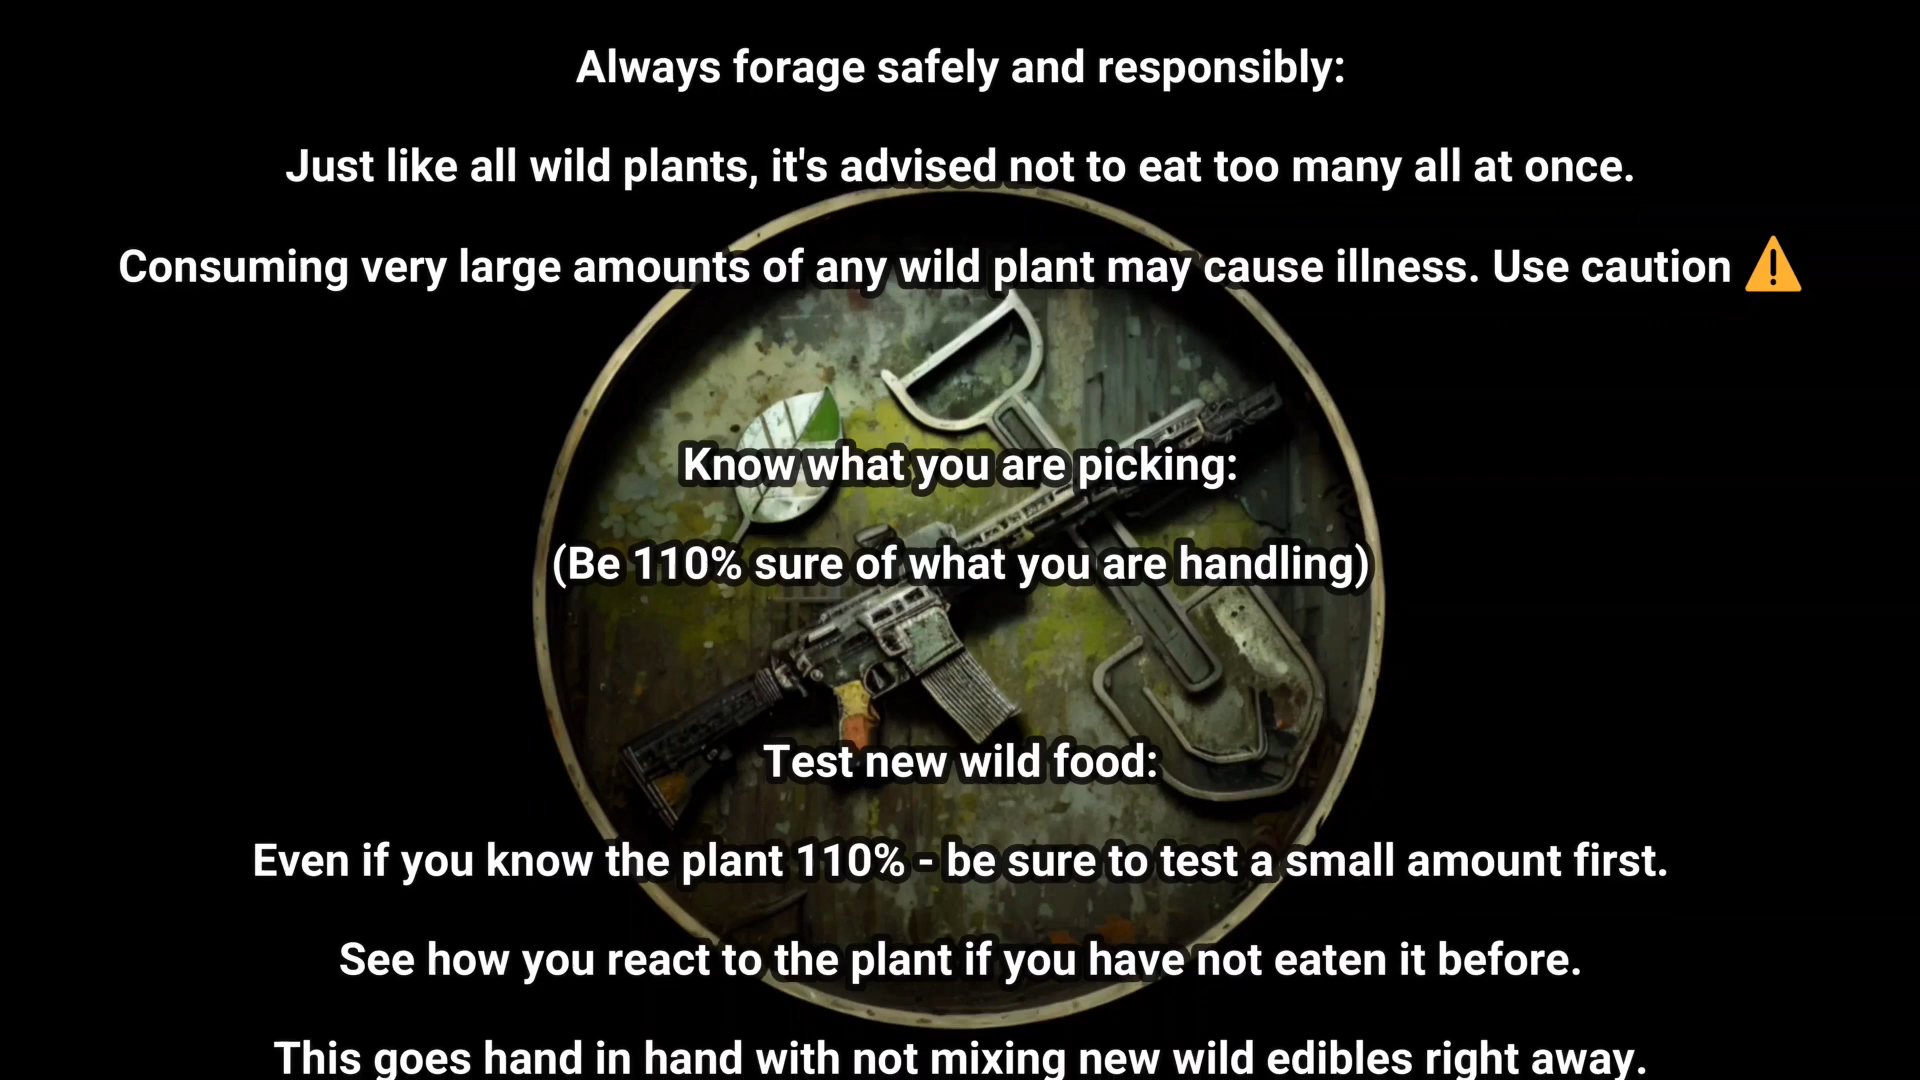 Always forage safely and responsibly:
Just like all wild plants, it's advised not to eat too many all at once.
Consuming very large amounts of any wild plant may cause illness. Use caution ⚠️
Know what you are picking:
(Be 110% sure of what you are handling)
Test new wild food:
Even if you know the plant 110% - be sure to test a small amount first.
See how you react to the plant if you have not eaten it before.
This goes hand in hand with not mixing new wild edibles right away.